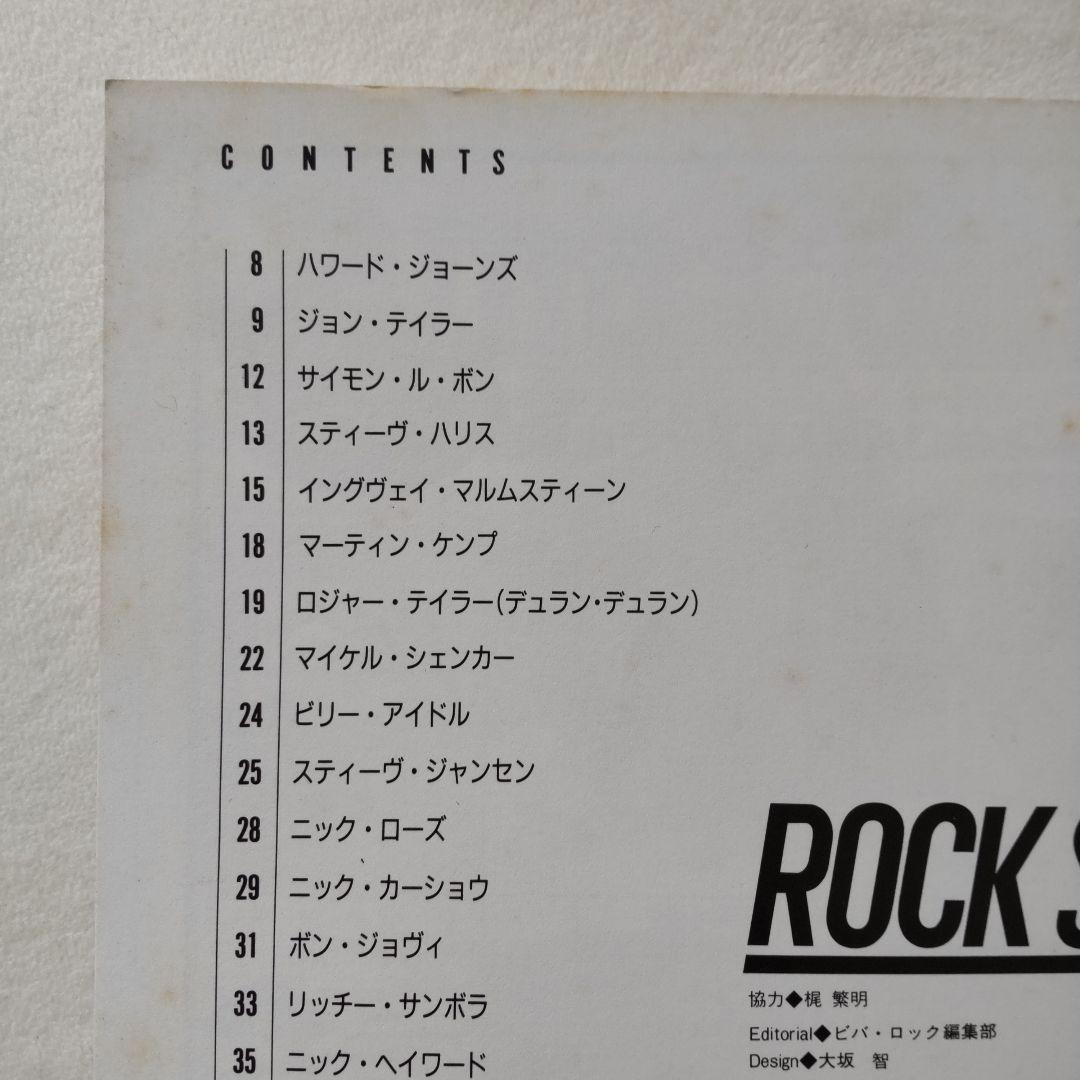 CONTENTS
8 ハワード・ジョーンズ
9 ジョン・テイラー
12 サイモン・ル・ボン
13 スティーヴ・ハリス
15 イングヴェイ・マルムスティーン
18 マーティン・ケンプ
19 ロジャー・テイラー(デュラン・デュラン)
22 マイケル・シェンカー
24 ビリー・アイドル
25 スティーヴ・ジャンセン
28 ニック・ローズ
29 ニック・カーショウ
31 ボン・ジョヴィ
33 リッチー・サンボラ
35 ニック・ヘイワード
ROCK S
協力◆梶 繁明
Editorial◆ビバ・ロック編集部
Design◆大坂 智